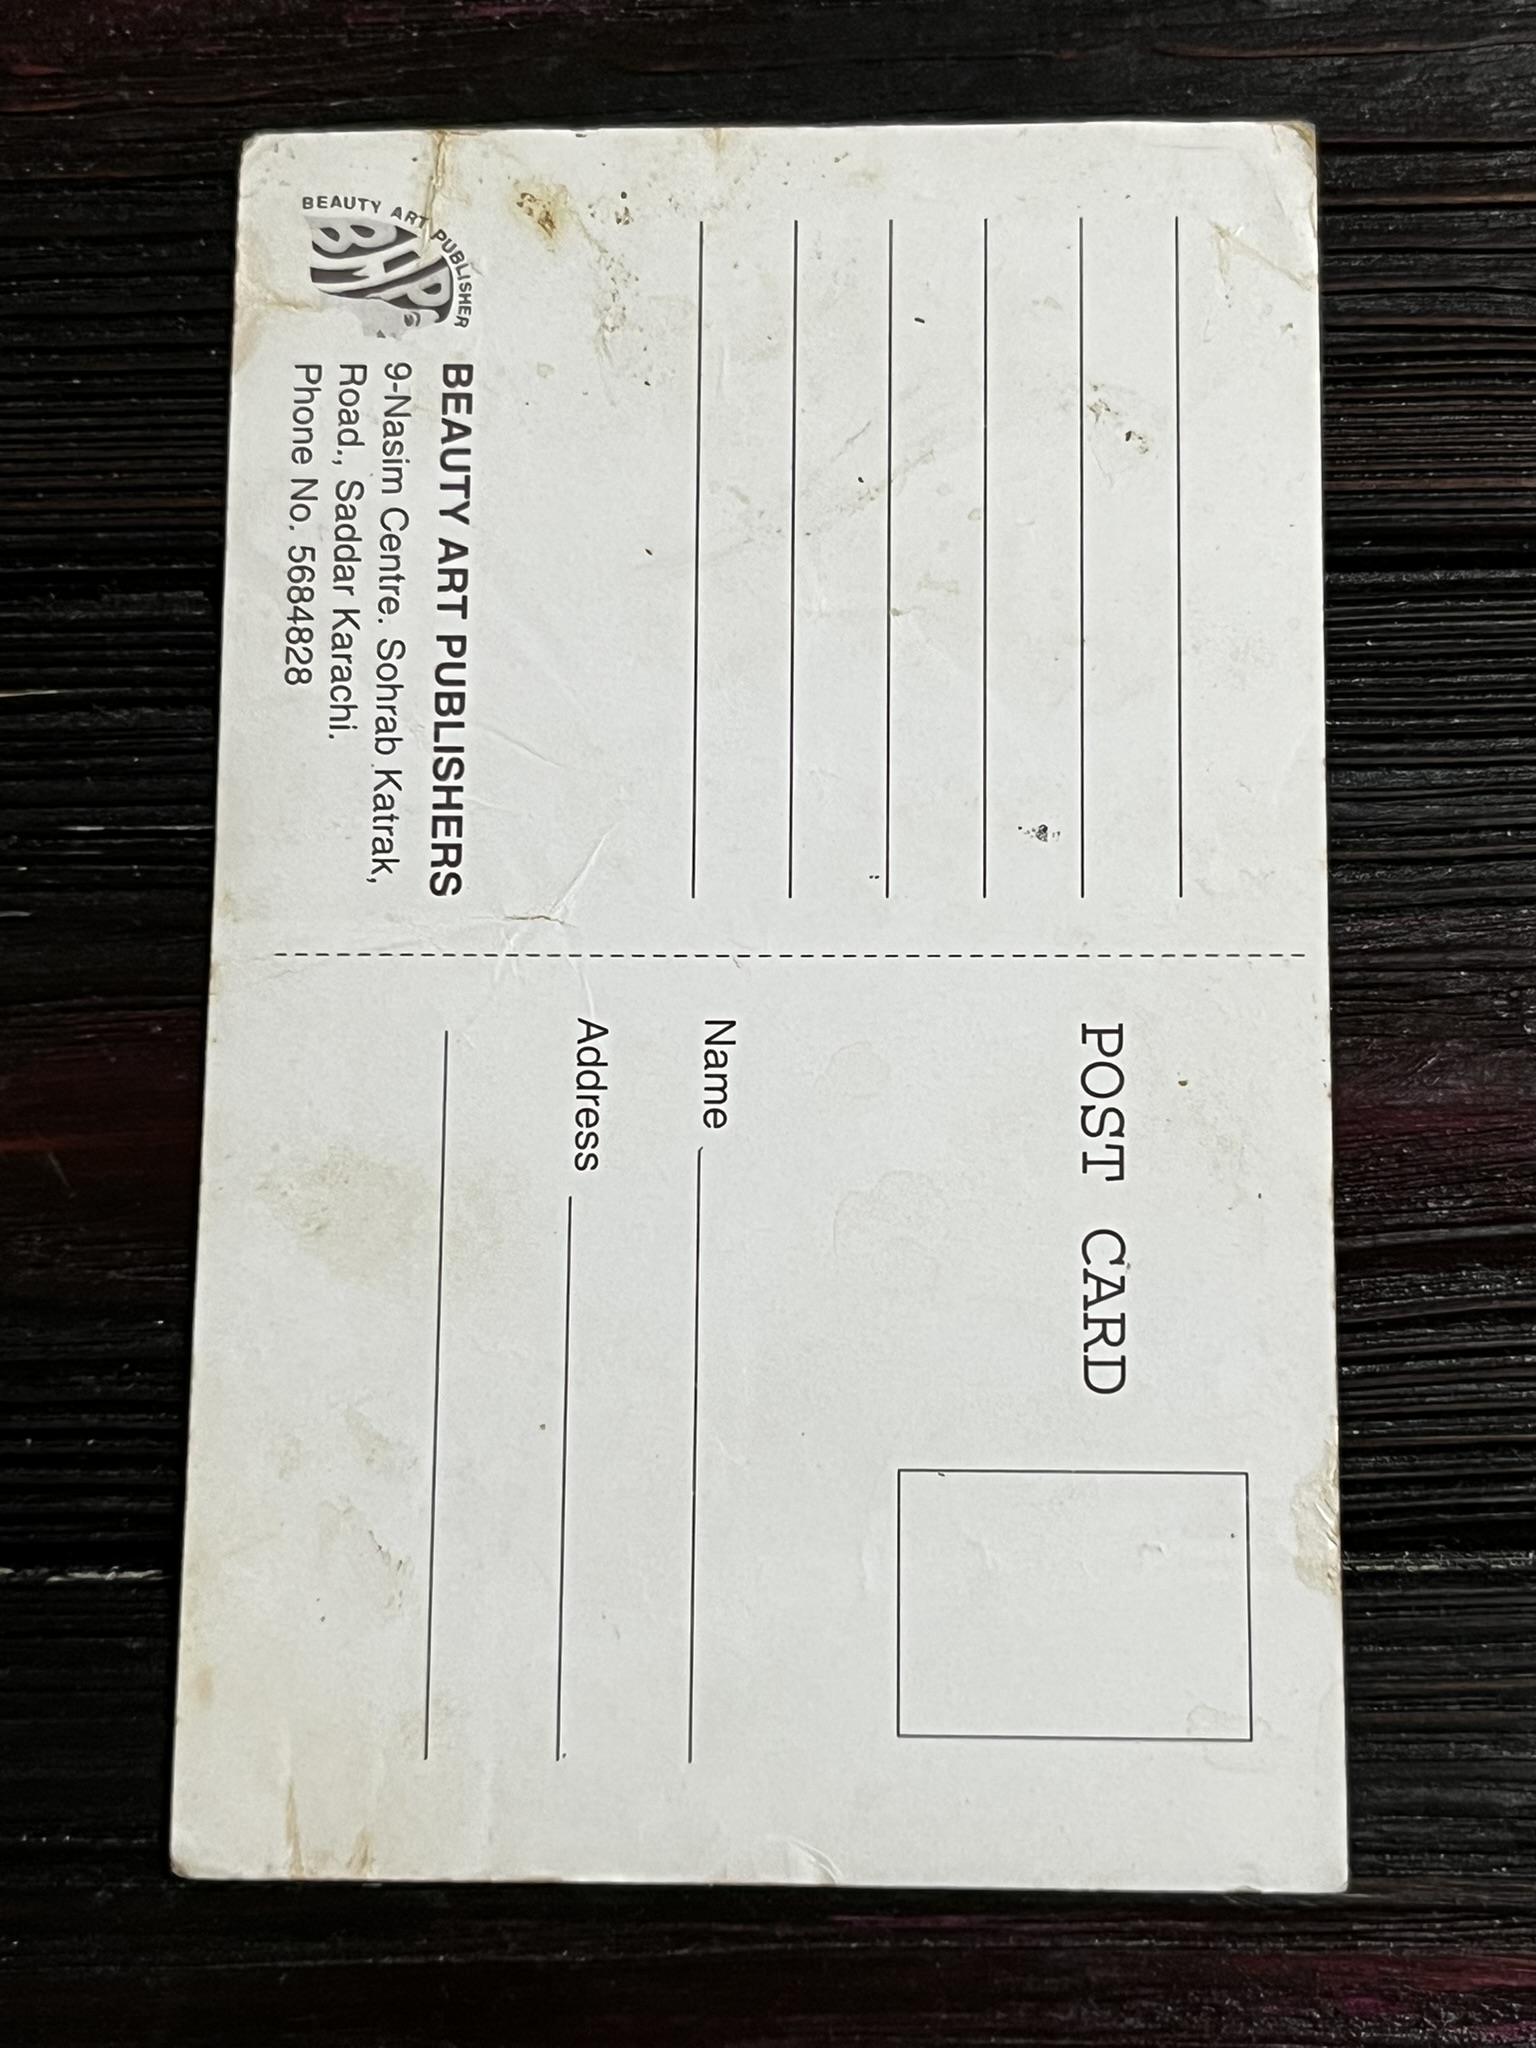 POST CARD
Name
Address
BEAUTY ART PUBLISHER
BEAUTY ART PUBLISHERS
9-Nasim Centre. Sohrab Katrak,
Road., Saddar Karachi.
Phone No. 5684828